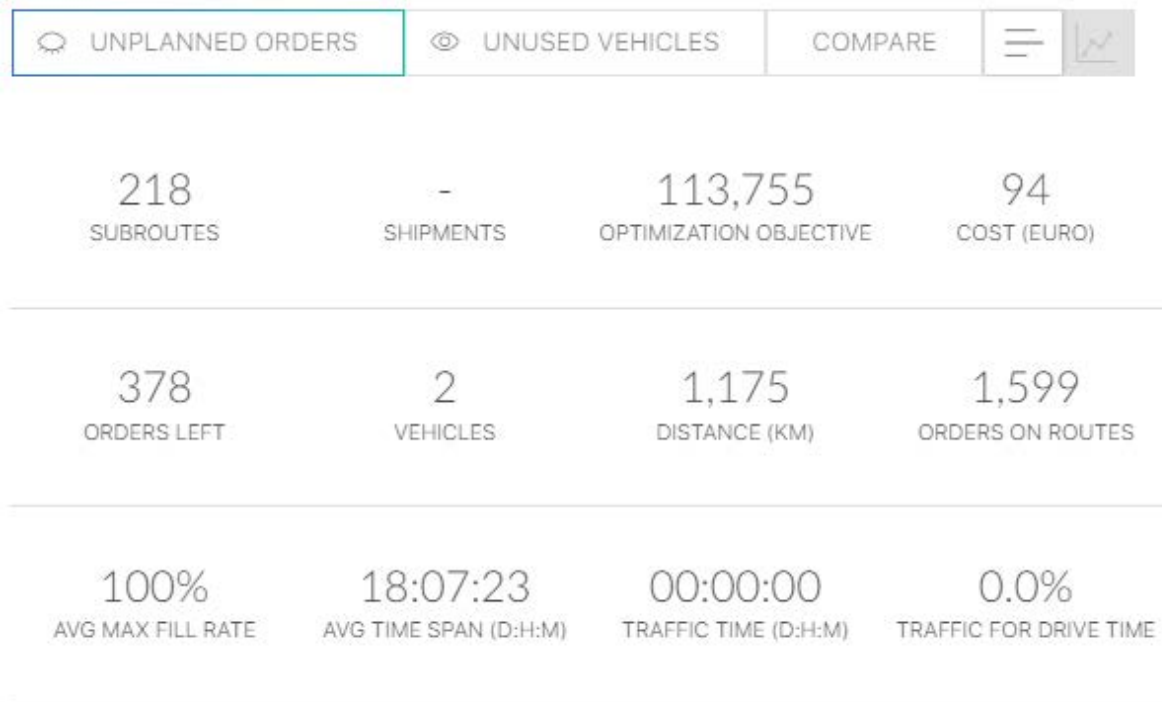 UNPLANNED ORDERS UNUSED VEHICLES COMPARE
218 - 113,755 94
SUBROUTES SHIPMENTS OPTIMIZATION OBJECTIVE COST (EURO)
378 2 1,175 1,599
ORDERS LEFT VEHICLES DISTANCE (KM) ORDERS ON ROUTES
100% 18:07:23 00:00:00 0.0%
AVG MAX FILL RATE AVG TIME SPAN (D:H:M) TRAFFIC TIME (D:H:M) TRAFFIC FOR DRIVE TIME